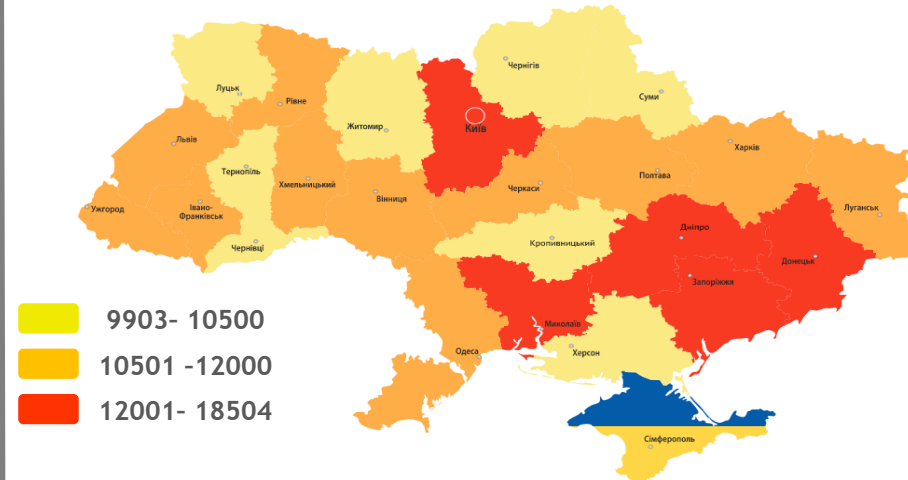 Чернігів
Луцьк
Суми
Рівне
Житомир
Київ
Львів
Харків
Тернопіль
Полтава
Хмельницький
Черкаси
Вінниця
Ужгород
Івано-
Франківськ
Луганськ
Дніпро
Чернівці
Кропивницький
Донецьк
Запоріжжя
9903- 10500
Миколаїв
Одеса
Херсон
10501 -12000
12001- 18504
Сімферополь